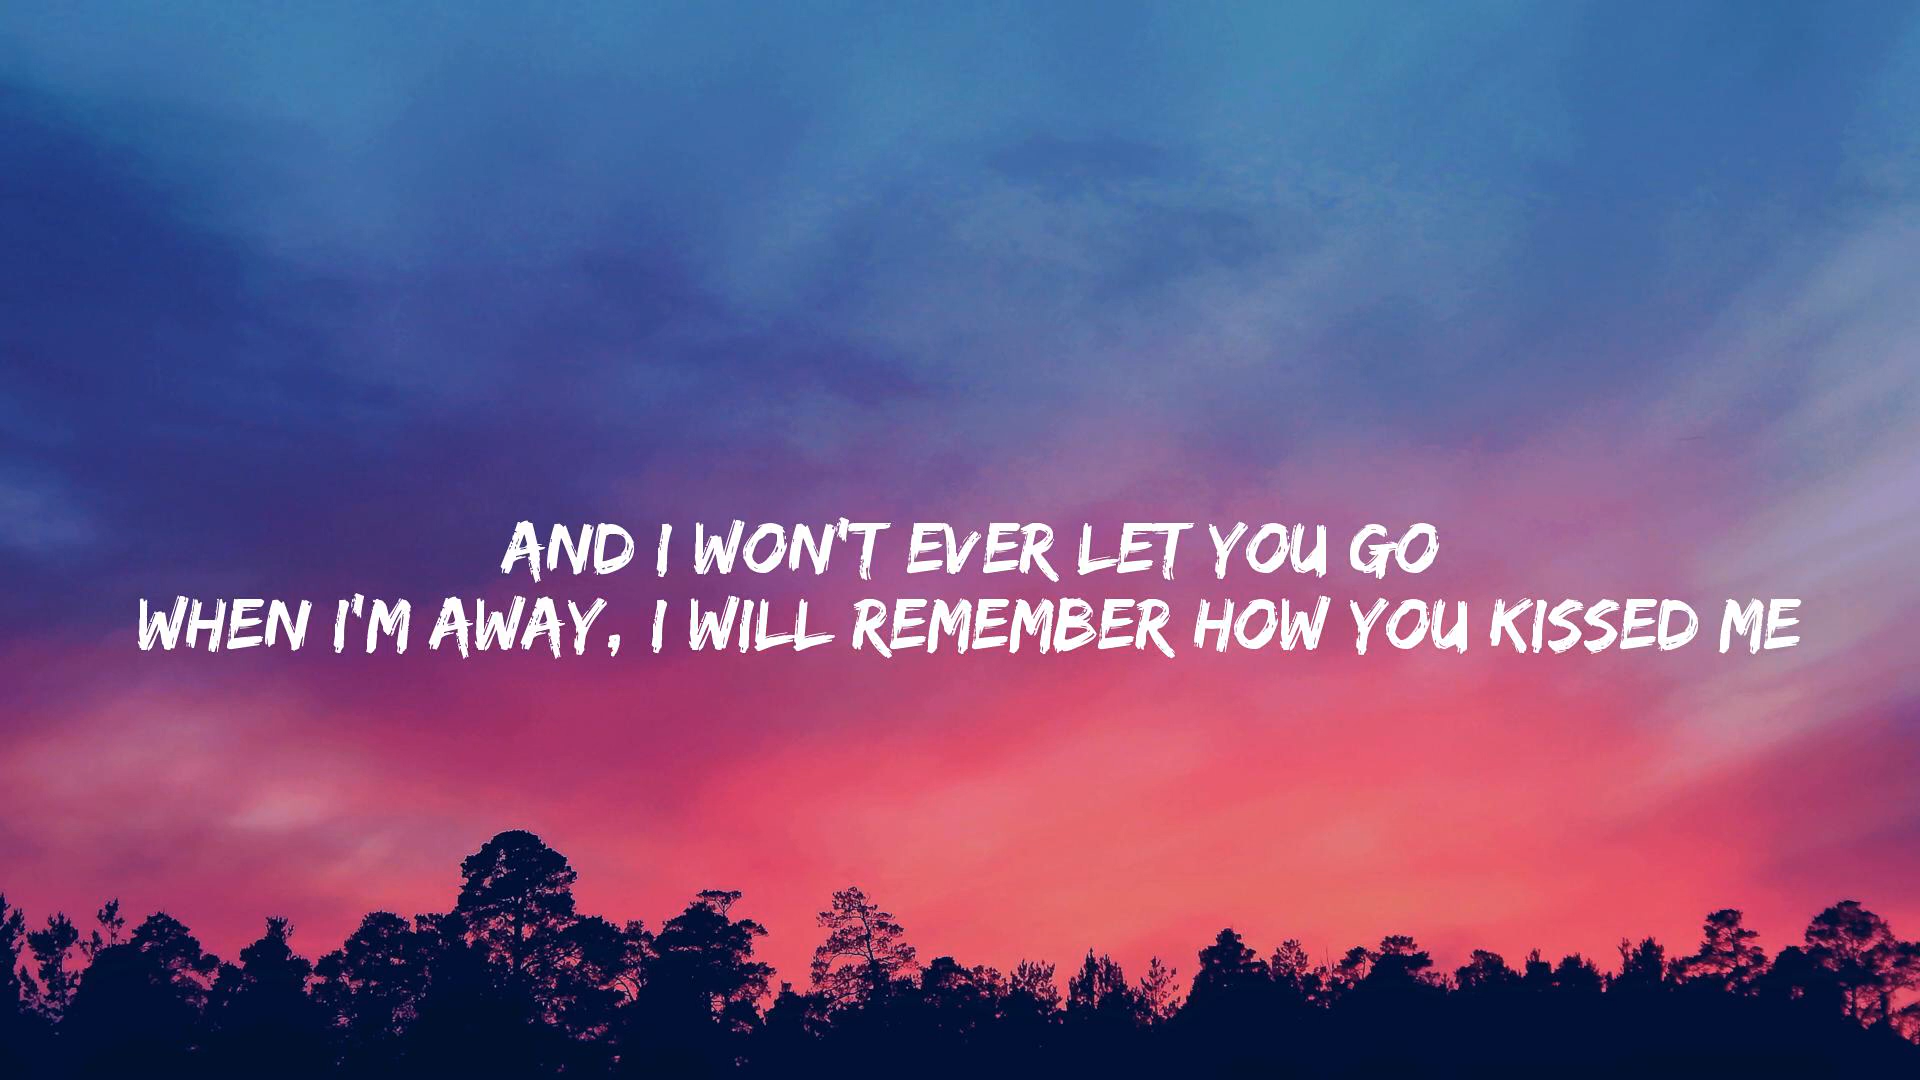 AND I WON'T EVER LET YOU GO
WHEN I'M AWAY, I WILL REMEMBER HOW YOU KISSED ME